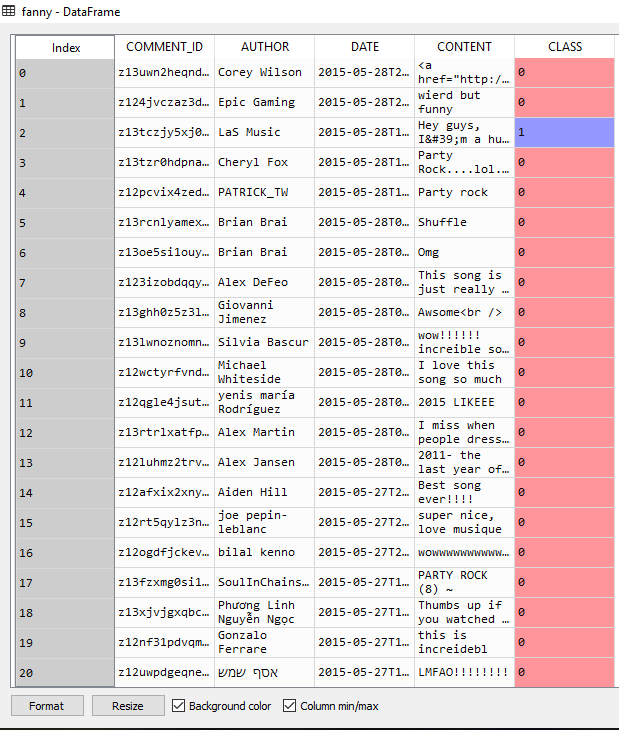 fanny - DataFrame
Index COMMENT_ID AUTHOR DATE CONTENT CLASS
0 z13uwn2heqnd… Corey Wilson 2015-05-28T2… <a href="http:/… 0
1 z124jvczaz3d… Epic Gaming 2015-05-28T2… wierd but funny 0
2 z13tczjy5xj0… LaS Music 2015-05-28T1… Hey guys, I&#39;m a hu… 1
3 z13tzr0hdpna… Cheryl Fox 2015-05-28T1… Party Rock....lol.… 0
4 z12pcvix4zed… PATRICK_TW 2015-05-28T1… Party rock 0
5 z13rcnlyamex… Brian Brai 2015-05-28T0… Shuffle 0
6 z13oe5si1ouy… Brian Brai 2015-05-28T0… Omg 0
7 z123izobdqqy… Alex DeFeo 2015-05-28T0… This song is just really … 0
8 z13ghh0z5z3l… Giovanni Jimenez 2015-05-28T0… Awsome<br /> 0
9 z13lwnoznomn… Silvia Bascur 2015-05-28T0… wow!!!!!! increible so… 0
10 z12wctyrfvnd… Michael Whiteside 2015-05-28T0… I love this song so much 0
11 z12qgle4jsut… yenis maría Rodríguez 2015-05-28T0… 2015 LIKEEE 0
12 z13rtrlxatfp… Alex Martin 2015-05-28T0… I miss when people dress… 0
13 z12luhmz2trv… Alex Jansen 2015-05-28T0… 2011- the last year of… 0
14 z12afxix2xny… Aiden Hill 2015-05-27T2… Best song ever!!!! 0
15 z12rt5qylz3n… joe pepin-leblanc 2015-05-27T2… super nice, love musique 0
16 z12ogdfjckev… bilal kenno 2015-05-27T2… wowwwwwwwwww… 0
17 z13fzxmg0si1… SoulInChains… 2015-05-27T1… PARTY ROCK (8) ~ 0
18 z13xjvjgxqbc… Phương Linh Nguyễn Ngọc 2015-05-27T1… Thumbs up if you watched … 0
19 z12nf31pdvqm… Gonzalo Ferrare 2015-05-27T1… this is increidebl 0
20 z12uwpdgeqne… אסף שמש 2015-05-27T1… LMFAO!!!!!!!! 0
Format Resize Background color Column min/max